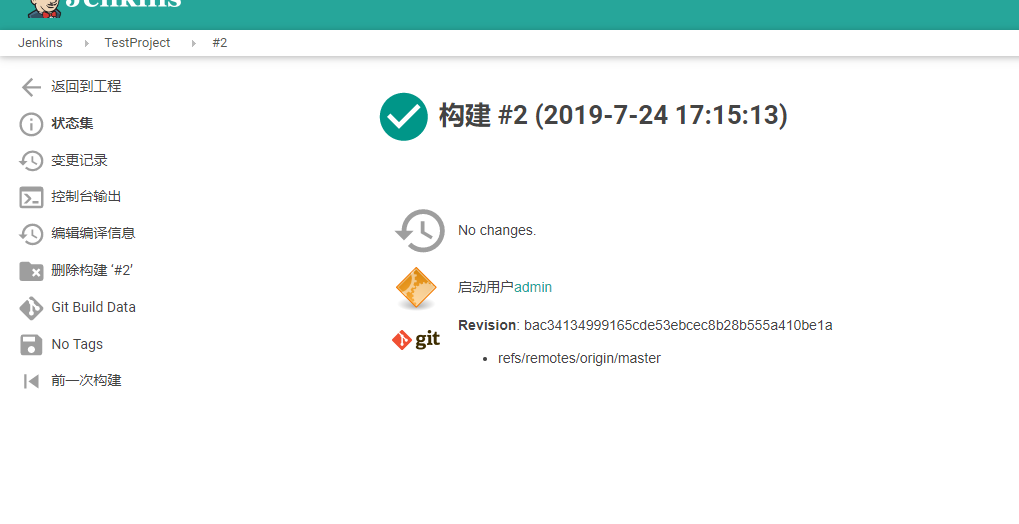 Jenkins
Jenkins TestProject #2
返回到工程
状态集
变更记录
控制台输出
编辑编译信息
删除构建 ‘#2’
Git Build Data
No Tags
前一次构建
构建 #2 (2019-7-24 17:15:13)
No changes.
启动用户admin
git
Revision: bac34134999165cde53ebcec8b28b555a410be1a
refs/remotes/origin/master